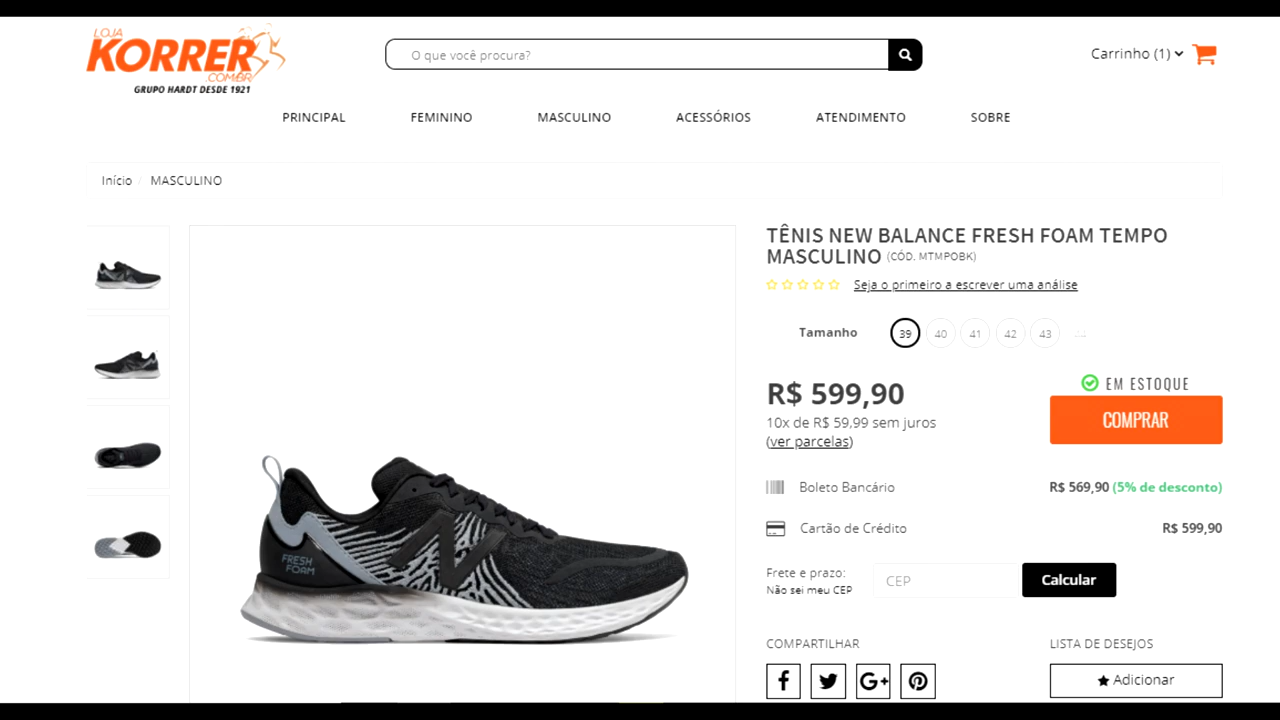 LOJA
KORRER
.COM.BR
GRUPO HARDT DESDE 1921
O que você procura?
Carrinho (1)
PRINCIPAL FEMININO MASCULINO ACESSÓRIOS ATENDIMENTO SOBRE
Início / MASCULINO
TÊNIS NEW BALANCE FRESH FOAM TEMPO
MASCULINO (CÓD. MTMPOBK)
Seja o primeiro a escrever uma análise
Tamanho 39 40 41 42 43
EM ESTOQUE
R$ 599,90
COMPRAR
10x de R$ 59,99 sem juros
(ver parcelas)
Boleto Bancário R$ 569,90 (5% de desconto)
Cartão de Crédito R$ 599,90
FRESH
FOAM
Frete e prazo:
Não sei meu CEP
CEP
Calcular
COMPARTILHAR
LISTA DE DESEJOS
Adicionar